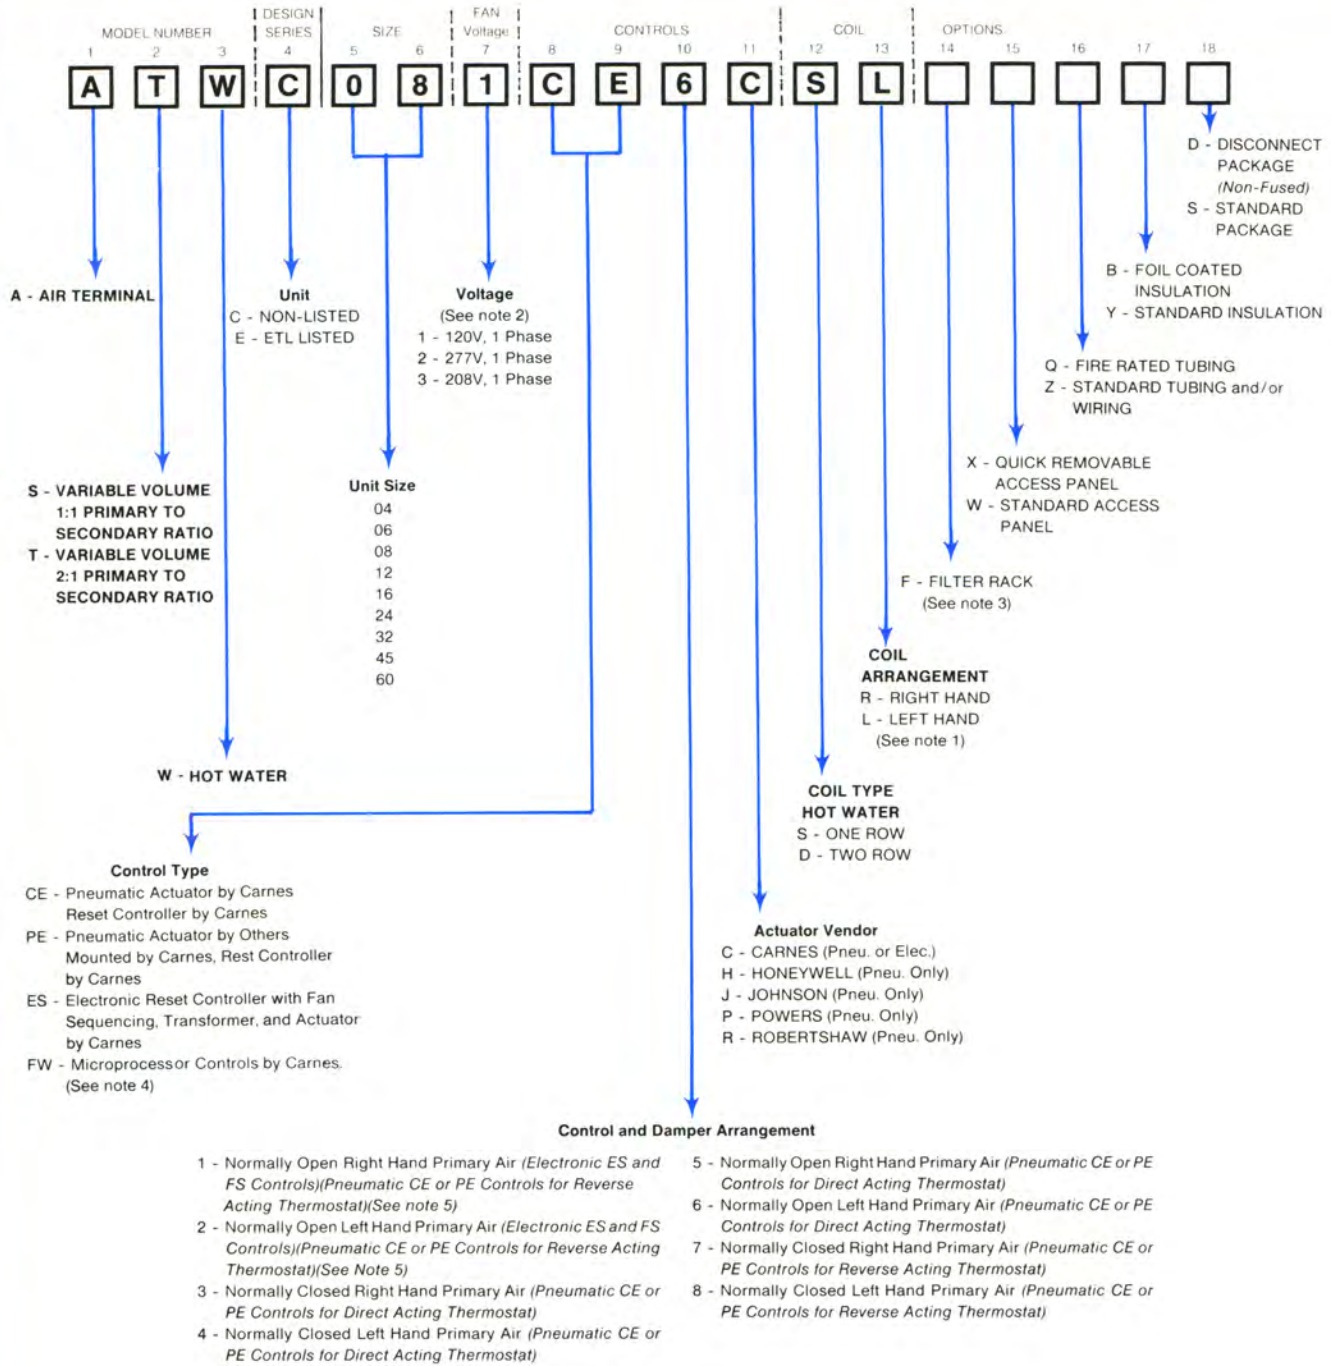 DESIGN FAN
MODEL NUMBER SERIES SIZE Voltage CONTROLS COIL OPTIONS
1 2 3 4 5 6 7 8 9 10 11 12 13 14 15 16 17 18
A T W C 0 8 1 C E 6 C S L
D - DISCONNECT
PACKAGE
(Non-Fused)
S - STANDARD
PACKAGE
B - FOIL COATED
INSULATION
Y - STANDARD INSULATION
A - AIR TERMINAL
Unit
C - NON-LISTED
E - ETL LISTED
Voltage
(See note 2)
1 - 120V, 1 Phase
2 - 277V, 1 Phase
3 - 208V, 1 Phase
Q - FIRE RATED TUBING
Z - STANDARD TUBING and/or
WIRING
X - QUICK REMOVABLE
ACCESS PANEL
W - STANDARD ACCESS
PANEL
S - VARIABLE VOLUME
1:1 PRIMARY TO
SECONDARY RATIO
T - VARIABLE VOLUME
2:1 PRIMARY TO
SECONDARY RATIO
Unit Size
04
06
08
12
16
24
32
45
60
F - FILTER RACK
(See note 3)
COIL
ARRANGEMENT
R - RIGHT HAND
L - LEFT HAND
(See note 1)
W - HOT WATER
COIL TYPE
HOT WATER
S - ONE ROW
D - TWO ROW
Control Type
CE - Pneumatic Actuator by Carnes
Reset Controller by Carnes
PE - Pneumatic Actuator by Others
Mounted by Carnes, Rest Controller
by Carnes
ES - Electronic Reset Controller with Fan
Sequencing, Transformer, and Actuator
by Carnes
FW - Microprocessor Controls by Carnes.
(See note 4)
Actuator Vendor
C - CARNES (Pneu. or Elec.)
H - HONEYWELL (Pneu. Only)
J - JOHNSON (Pneu. Only)
P - POWERS (Pneu. Only)
R - ROBERTSHAW (Pneu. Only)
Control and Damper Arrangement
1 - Normally Open Right Hand Primary Air (Electronic ES and
FS Controls)(Pneumatic CE or PE Controls for Reverse
Acting Thermostat)(See note 5)
2 - Normally Open Left Hand Primary Air (Electronic ES and FS
Controls)(Pneumatic CE or PE Controls for Reverse Acting
Thermostat)(See Note 5)
3 - Normally Closed Right Hand Primary Air (Pneumatic CE or
PE Controls for Direct Acting Thermostat)
4 - Normally Closed Left Hand Primary Air (Pneumatic CE or
PE Controls for Direct Acting Thermostat)
5 - Normally Open Right Hand Primary Air (Pneumatic CE or PE
Controls for Direct Acting Thermostat)
6 - Normally Open Left Hand Primary Air (Pneumatic CE or PE
Controls for Direct Acting Thermostat)
7 - Normally Closed Right Hand Primary Air (Pneumatic CE or
PE Controls for Reverse Acting Thermostat)
8 - Normally Closed Left Hand Primary Air (Pneumatic CE or
PE Controls for Reverse Acting Thermostat)